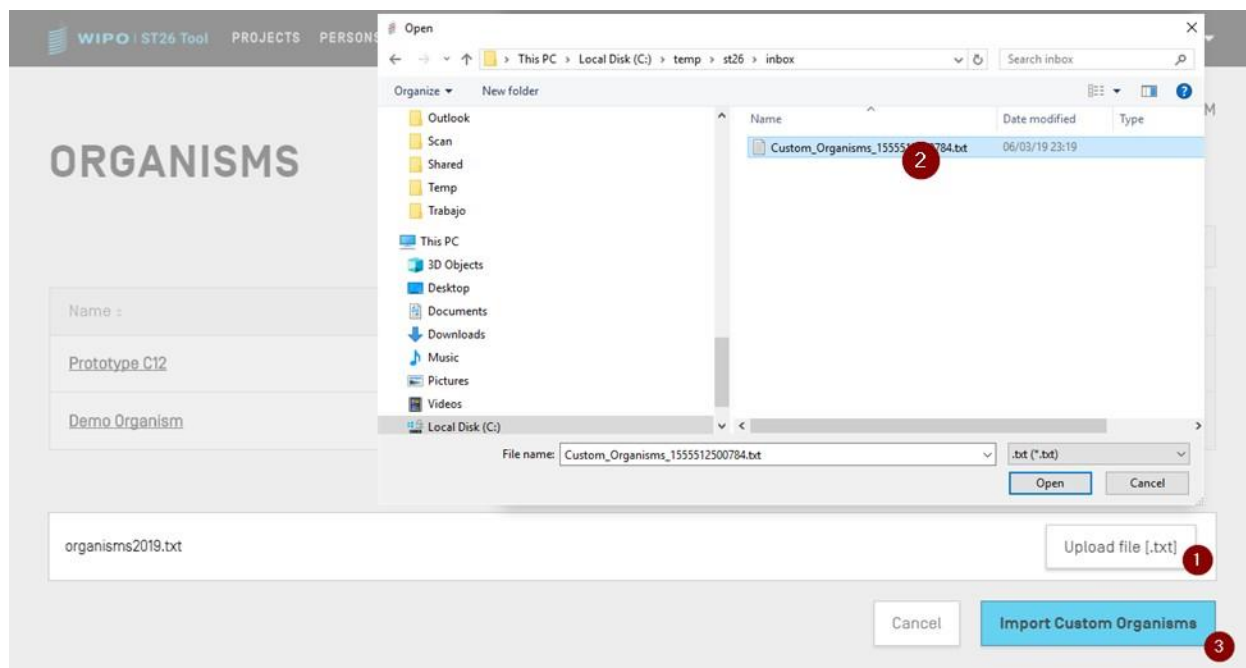 WIPO | ST26 Tool PROJECTS PERSONS
Open
This PC > Local Disk (C:) > temp > st26 > inbox
Search inbox
Organize
New folder
Outlook
Scan
Shared
Temp
Trabajo
This PC
3D Objects
Desktop
Documents
Downloads
Music
Pictures
Videos
Local Disk (C:)
Name Date modified Type
Custom_Organisms_15555 784.txt 06/03/19 23:19
2
File name: Custom_Organisms_1555512500784.txt
.txt (*.txt)
Open Cancel
M
ORGANISMS
Name
Prototype C12
Demo Organism
organisms2019.txt
Upload file [.txt]
1
Cancel
Import Custom Organisms
3